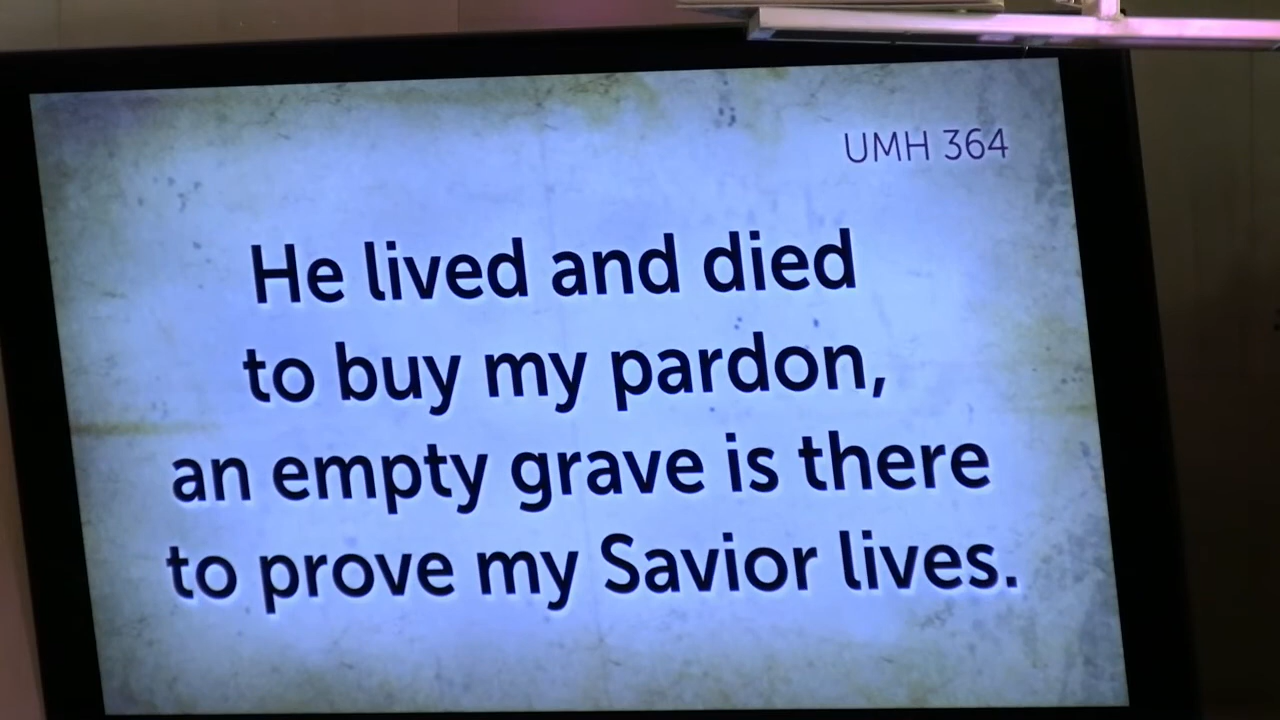 UMH 364
He lived and died
to buy my pardon,
an empty grave is there
to prove my Savior lives.